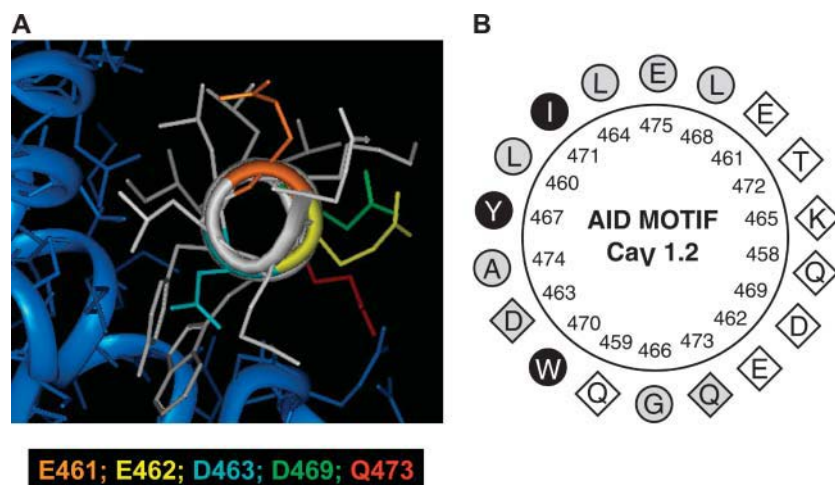 A
B
E461; E462; D463; D469; Q473
L E L
I E
L T
Y K
A Q
D D
W E
Q G Q
464 475 468
471 461
460 472
467 465
474 458
463 469
470 462
459 466 473
AID MOTIF
CaV 1.2